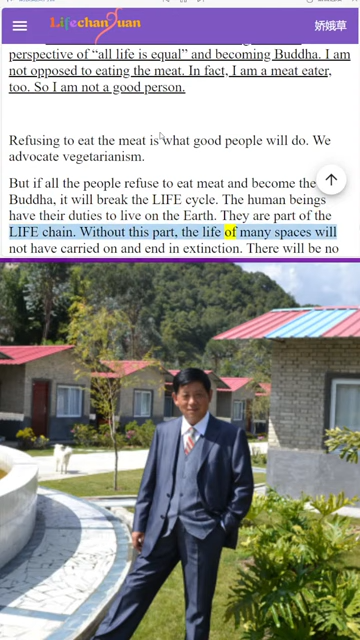 Lifechanyuan
娇娥草
perspective of “all life is equal” and becoming Buddha. I am
not opposed to eating the meat. In fact, I am a meat eater,
too. So I am not a good person.
Refusing to eat the meat is what good people will do. We
advocate vegetarianism.
But if all the people refuse to eat meat and become the
Buddha, it will break the LIFE cycle. The human beings
have their duties to live on the Earth. They are part of the
LIFE chain. Without this part, the life of many spaces will
not have carried on and end in extinction. There will be no